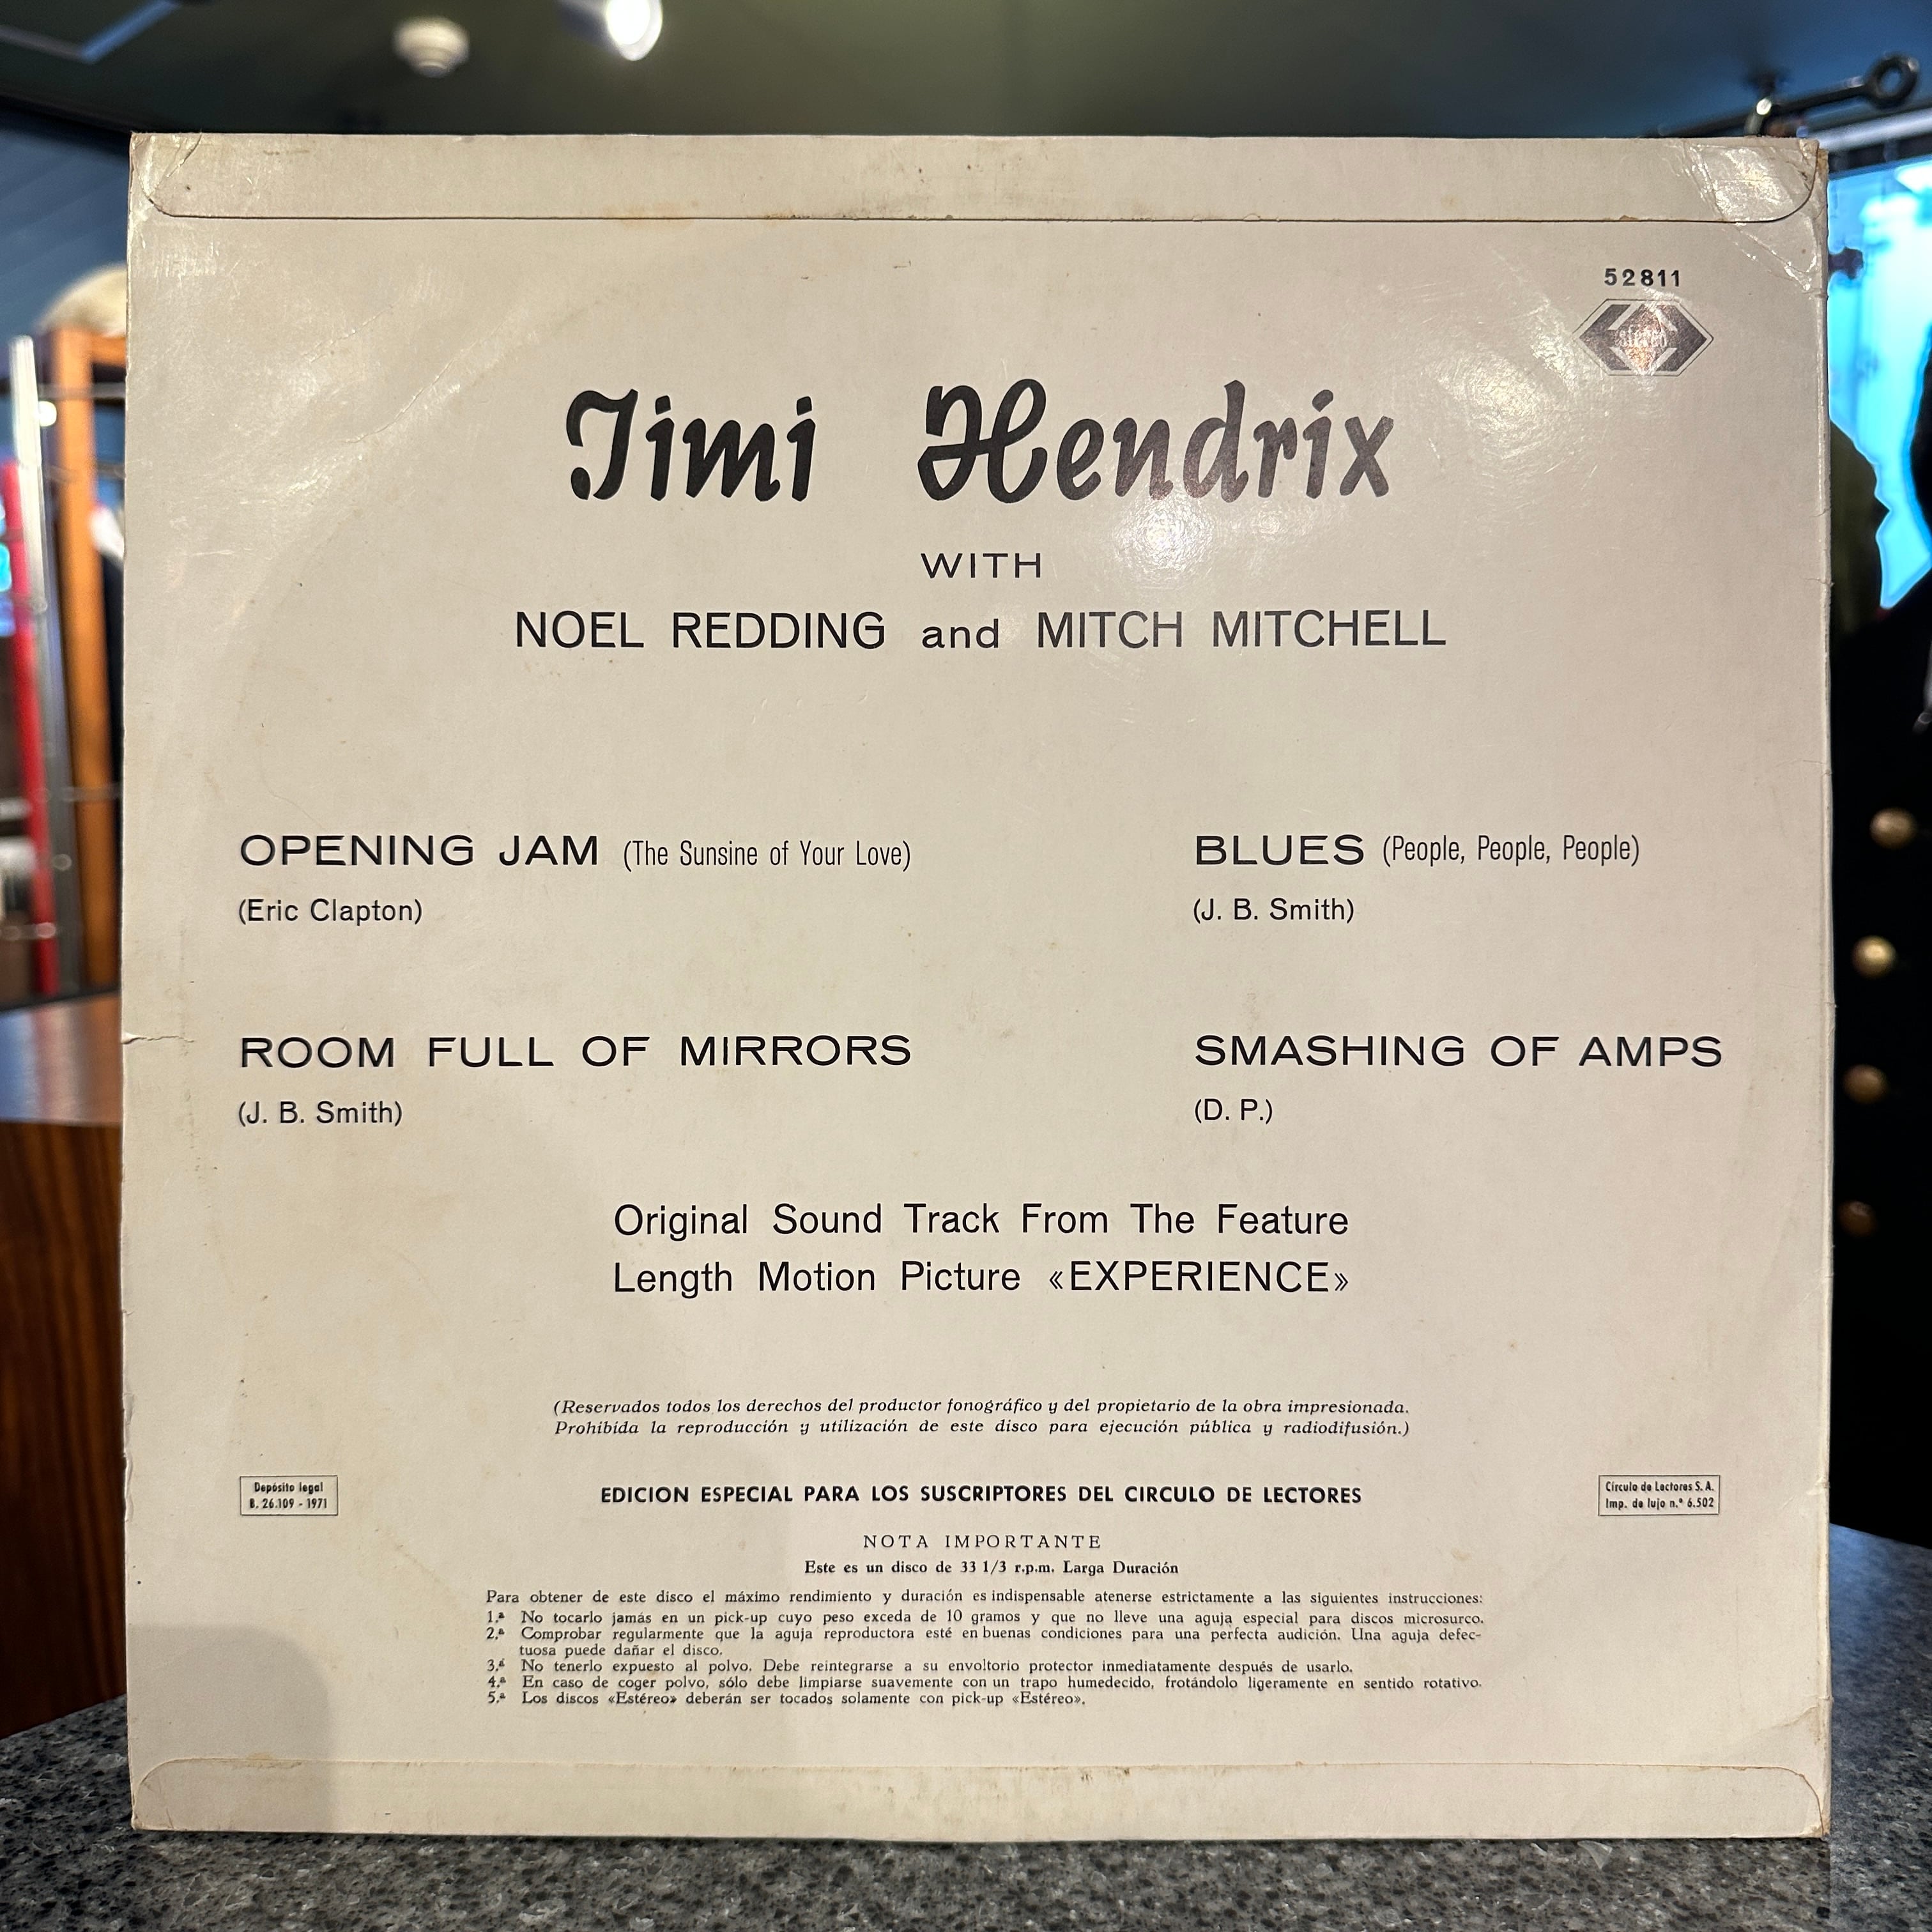 52811
Stereo
Jimi Hendrix
WITH
NOEL REDDING and MITCH MITCHELL
OPENING JAM (The Sunsine of Your Love)
(Eric Clapton)
BLUES (People, People, People)
(J. B. Smith)
ROOM FULL OF MIRRORS
(J. B. Smith)
SMASHING OF AMPS
(D. P.)
Original Sound Track From The Feature
Length Motion Picture «EXPERIENCE»
(Reservados todos los derechos del productor fonográfico y del propietario de la obra impresionada.
Prohibida la reproducción y utilización de este disco para ejecución pública y radiodifusión.)
Depósito legal
B. 26.109 - 1971
EDICION ESPECIAL PARA LOS SUSCRIPTORES DEL CIRCULO DE LECTORES
Círculo de Lectores S. A.
Imp. de lujo n.º 6.502
NOTA IMPORTANTE
Este es un disco de 33 1/3 r.p.m. Larga Duración
Para obtener de este disco el máximo rendimiento y duración es indispensable atenerse estrictamente a las siguientes instrucciones:
1.ª No tocarlo jamás en un pick-up cuyo peso exceda de 10 gramos y que no lleve una aguja especial para discos microsurco.
2.ª Comprobar regularmente que la aguja reproductora esté en buenas condiciones para una perfecta audición. Una aguja defec-
tuosa puede dañar el disco.
3.ª No tenerlo expuesto al polvo. Debe reintegrarse a su envoltorio protector inmediatamente después de usarlo.
4.ª En caso de coger polvo, sólo debe limpiarse suavemente con un trapo humedecido, frotándolo ligeramente en sentido rotativo.
5.ª Los discos «Estéreo» deberán ser tocados solamente con pick-up «Estéreo».